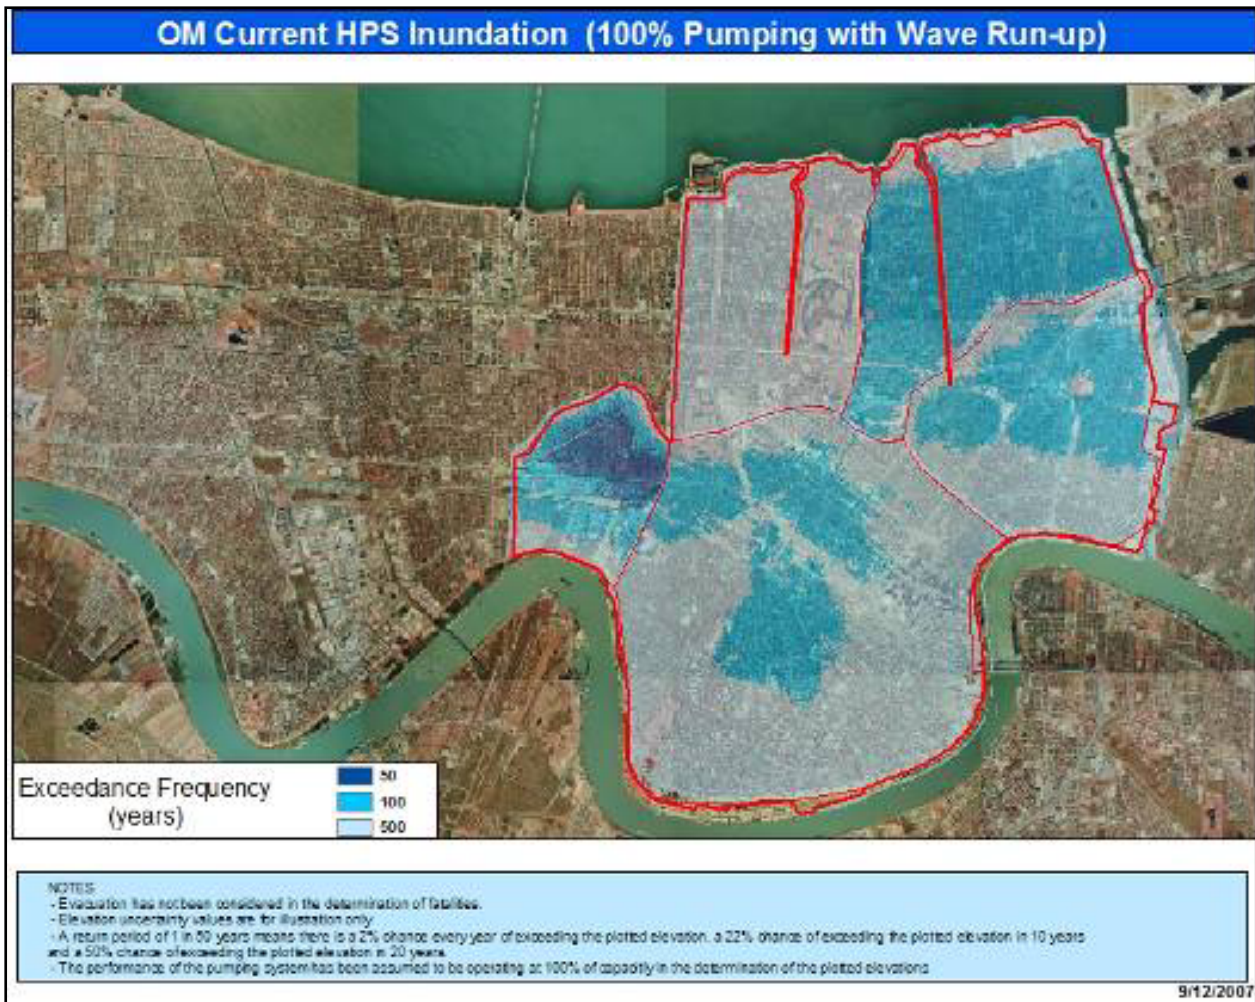 OM Current HPS Inundation (100% Pumping with Wave Run-up)
Exceedance Frequency
(years)
50
100
500
NOTES
- Evacuation has not been considered in the determination of fatalities.
- Elevation uncertainty values are for illustration only
- A return period of 1 in 50 years means there is a 2% chance every year of exceeding the plotted elevation, a 22% chance of exceeding the plotted elevation in 10 years
and a 50% chance of exceeding the plotted elevation in 20 years.
- The performance of the pumping system has been assumed to be operating at 100% of capacity in the determination of the plotted elevations
9/12/2007